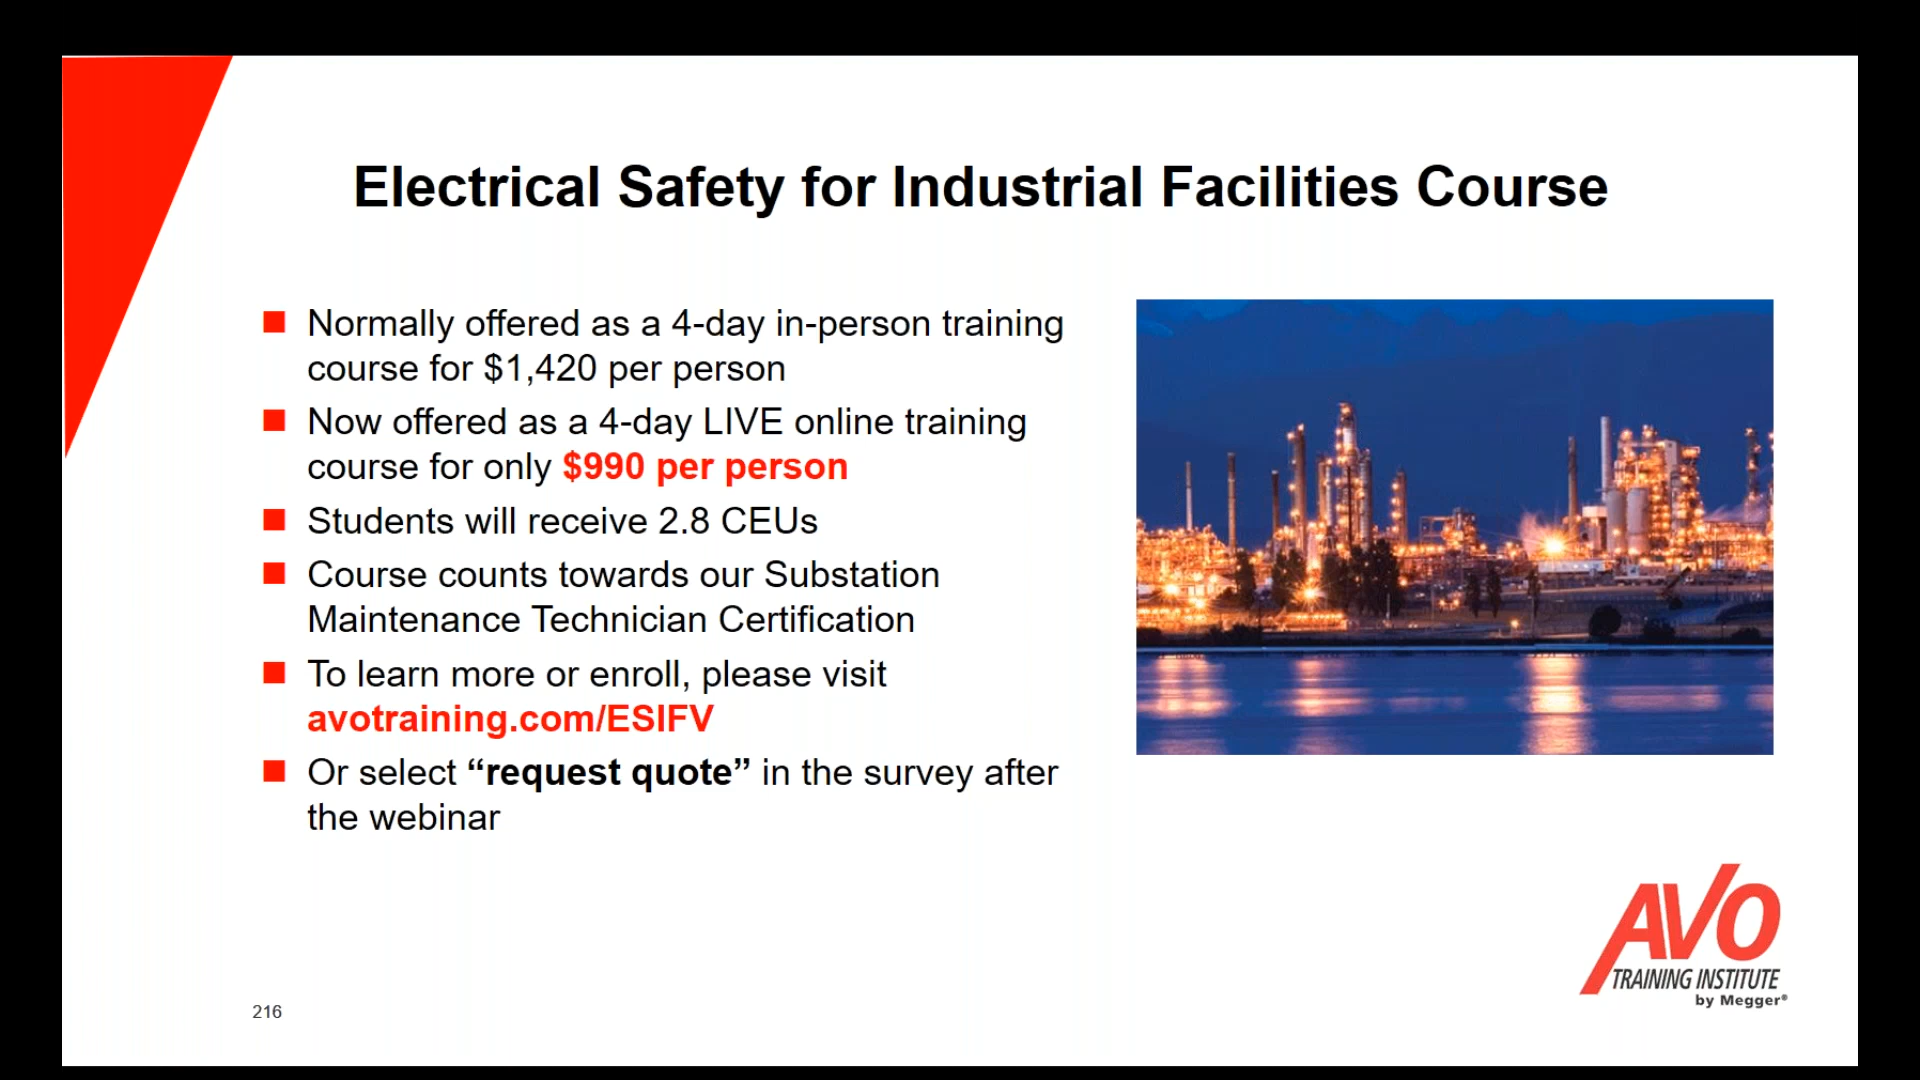 Electrical Safety for Industrial Facilities Course
Normally offered as a 4-day in-person training
course for $1,420 per person
Now offered as a 4-day LIVE online training
course for only $990 per person
Students will receive 2.8 CEUs
Course counts towards our Substation
Maintenance Technician Certification
To learn more or enroll, please visit
avotraining.com/ESIFV
Or select “request quote” in the survey after
the webinar
AVO
TRAINING INSTITUTE
by Megger®
216